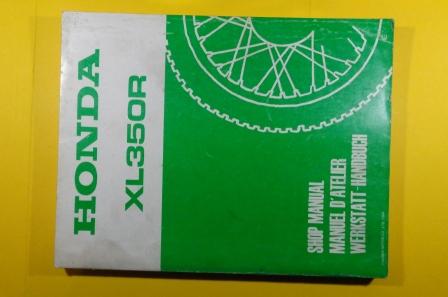 HONDA
XL350R
SHOP MANUAL
MANUEL D'ATELIER
WERKSTATT-HANDBUCH